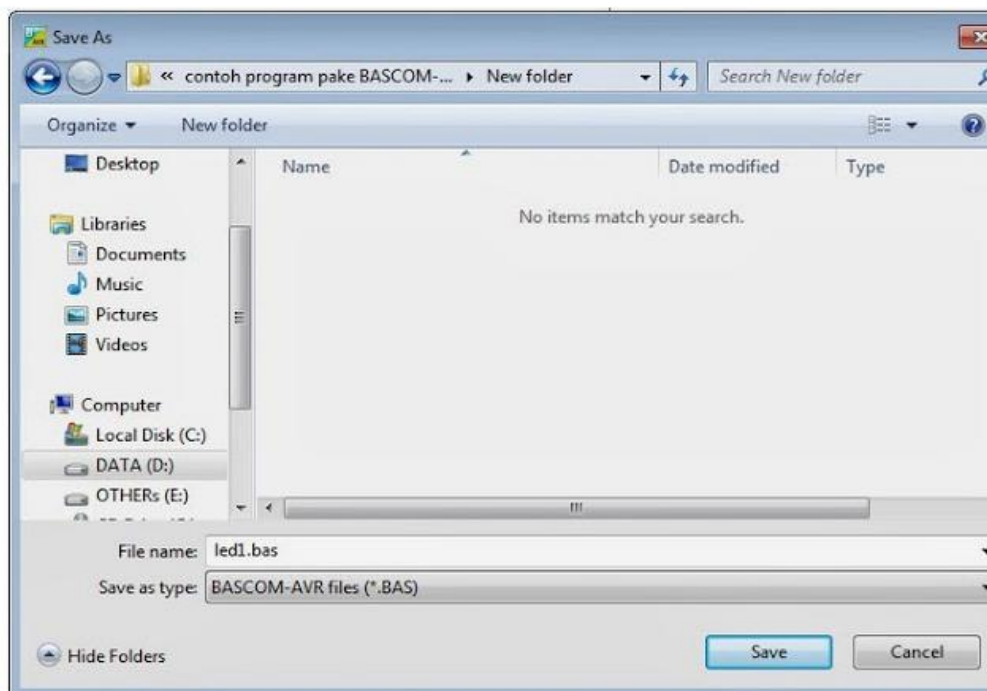 Save As
« contoh program pake BASCOM-... ▸ New folder Search New folder
Organize New folder
Desktop Name Date modified Type
No items match your search.
Libraries
Documents
Music
Pictures
Videos
Computer
Local Disk (C:)
DATA (D:)
OTHERs (E:)
File name: led1.bas
Save as type: BASCOM-AVR files (*.BAS)
Hide Folders Save Cancel